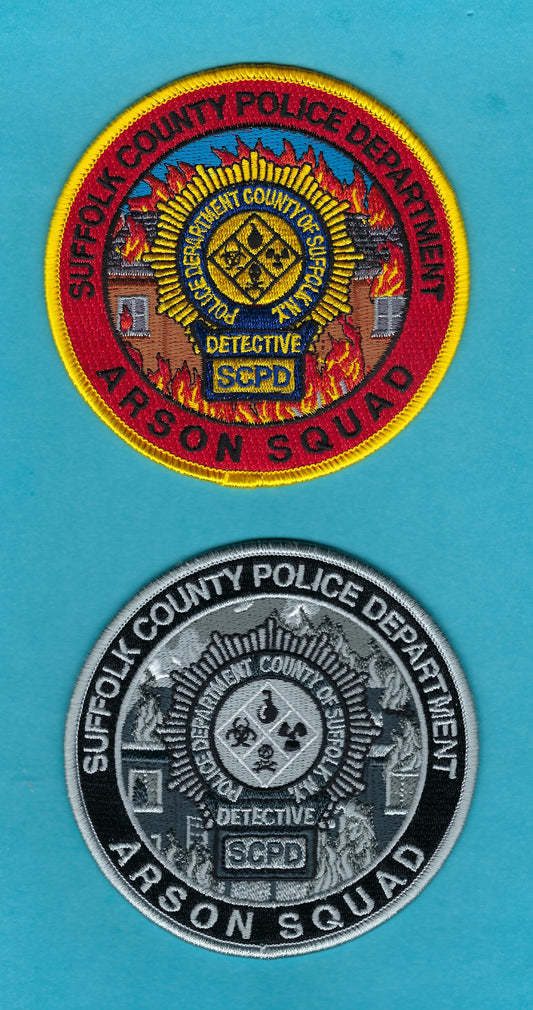 SUFFOLK COUNTY POLICE DEPARTMENT
POLICE DEPARTMENT COUNTY OF SUFFOLK N.Y.
DETECTIVE
SCPD
ARSON SQUAD
SUFFOLK COUNTY POLICE DEPARTMENT
POLICE DEPARTMENT COUNTY OF SUFFOLK N.Y.
DETECTIVE
SCPD
ARSON SQUAD